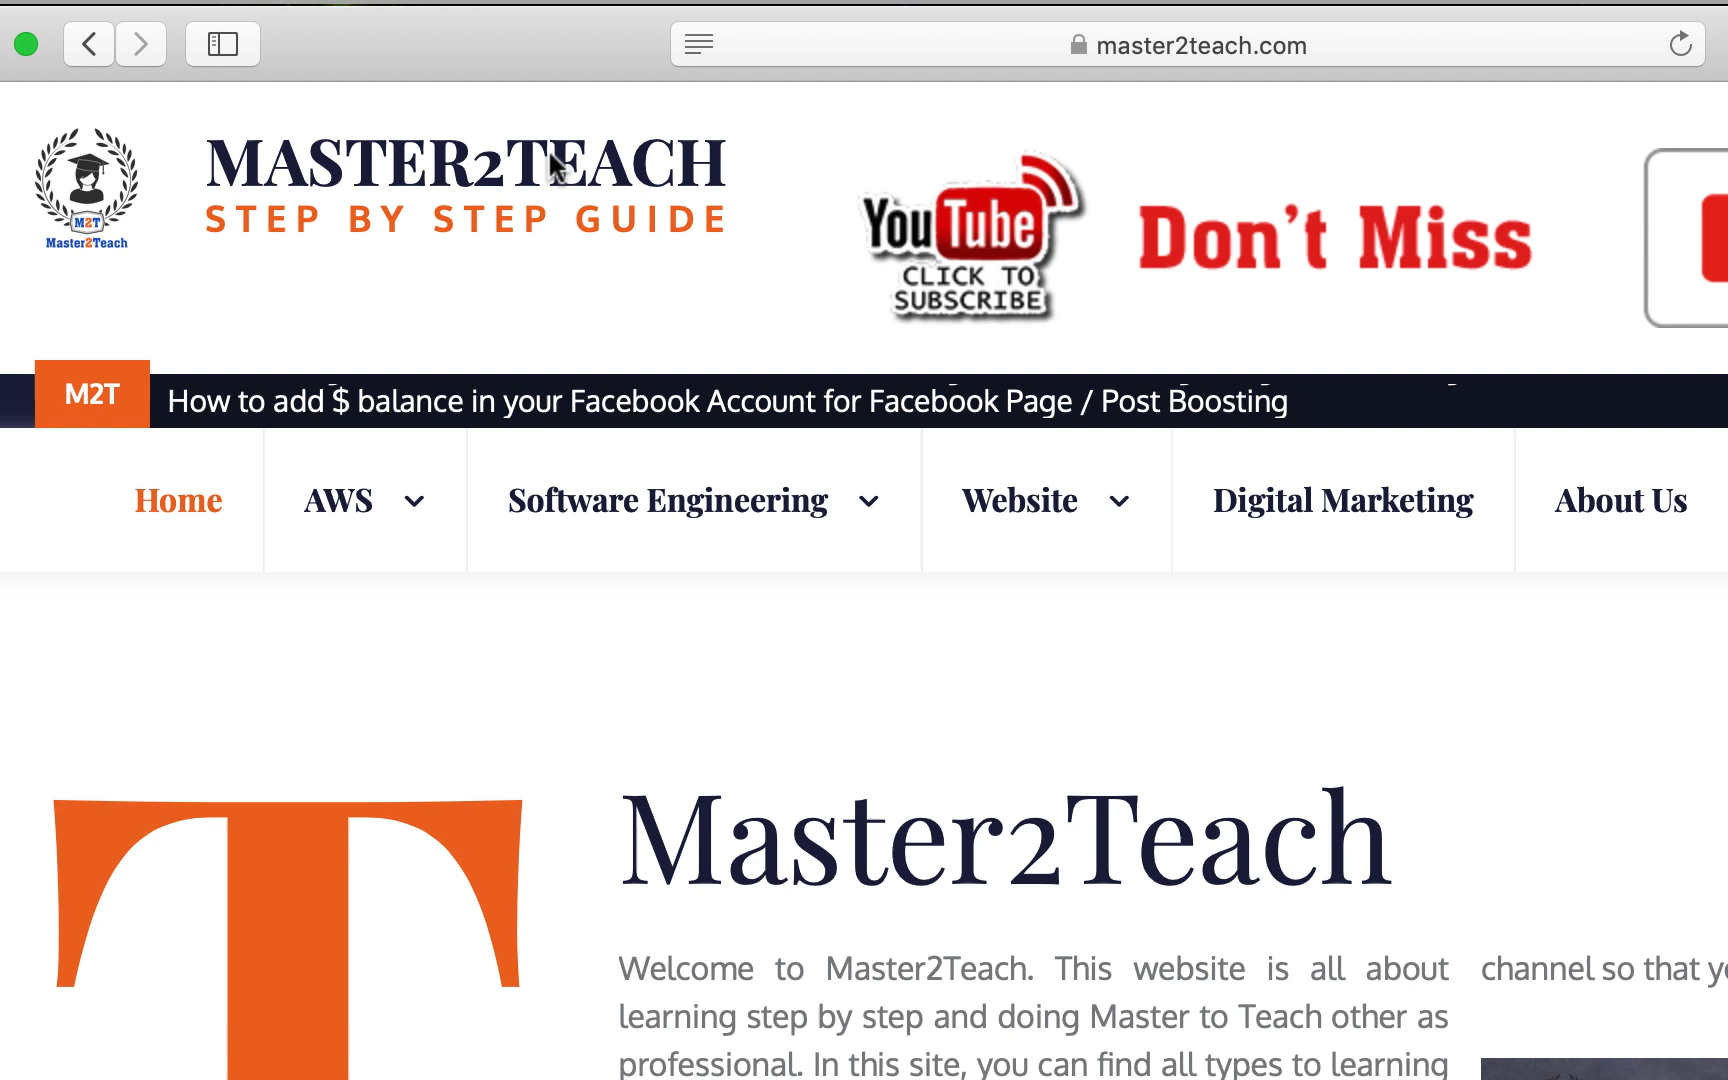 master2teach.com
M2T
Master2Teach
MASTER2TEACH
STEP BY STEP GUIDE
YouTube
CLICK TO
SUBSCRIBE
Don't Miss
M2T
How to add $ balance in your Facebook Account for Facebook Page / Post Boosting
Home
AWS
Software Engineering
Website
Digital Marketing
About Us
T
Master2Teach
Welcome to Master2Teach. This website is all about
learning step by step and doing Master to Teach other as
professional. In this site, you can find all types to learning
channel so that